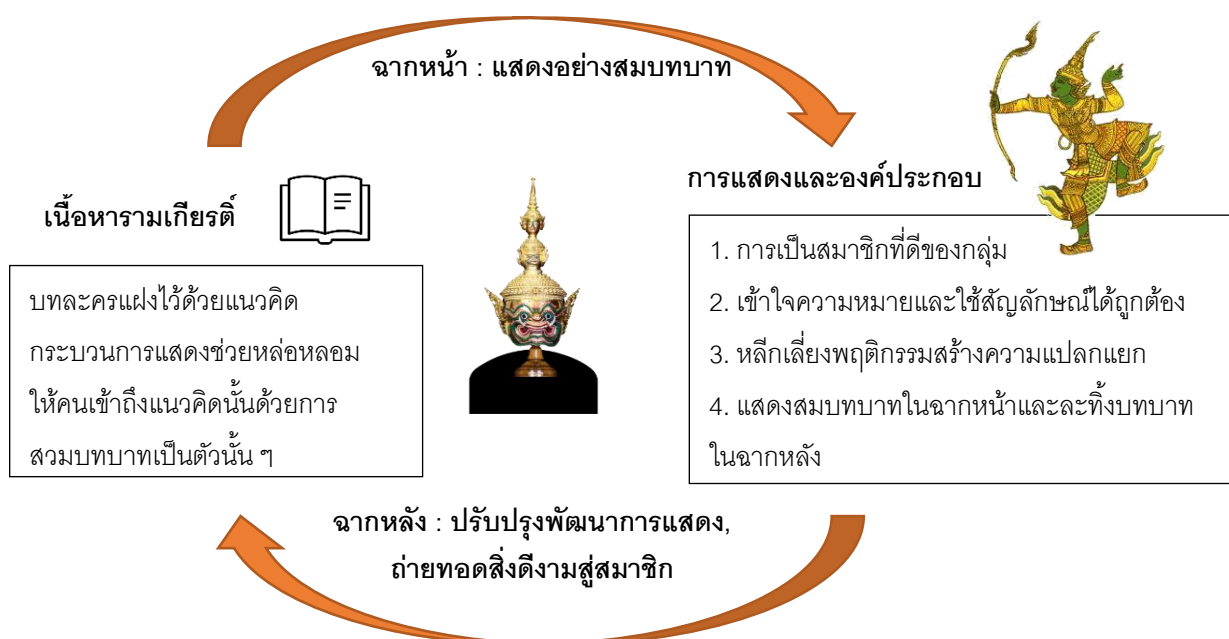 ฉากหน้า : แสดงอย่างสมบทบาท
เนื้อหารามเกียรติ์
บทละครแฝงไว้ด้วยแนวคิด
กระบวนการแสดงช่วยหล่อหลอม
ให้คนเข้าถึงแนวคิดนั้นด้วยการ
สวมบทบาทเป็นตัวนั้น ๆ
การแสดงและองค์ประกอบ
1. การเป็นสมาชิกที่ดีของกลุ่ม
2. เข้าใจความหมายและใช้สัญลักษณ์ได้ถูกต้อง
3. หลีกเลี่ยงพฤติกรรมสร้างความแปลกแยก
4. แสดงสมบทบาทในฉากหน้าและละทิ้งบทบาท
ในฉากหลัง
ฉากหลัง : ปรับปรุงพัฒนาการแสดง,
ถ่ายทอดสิ่งดีงามสู่สมาชิก